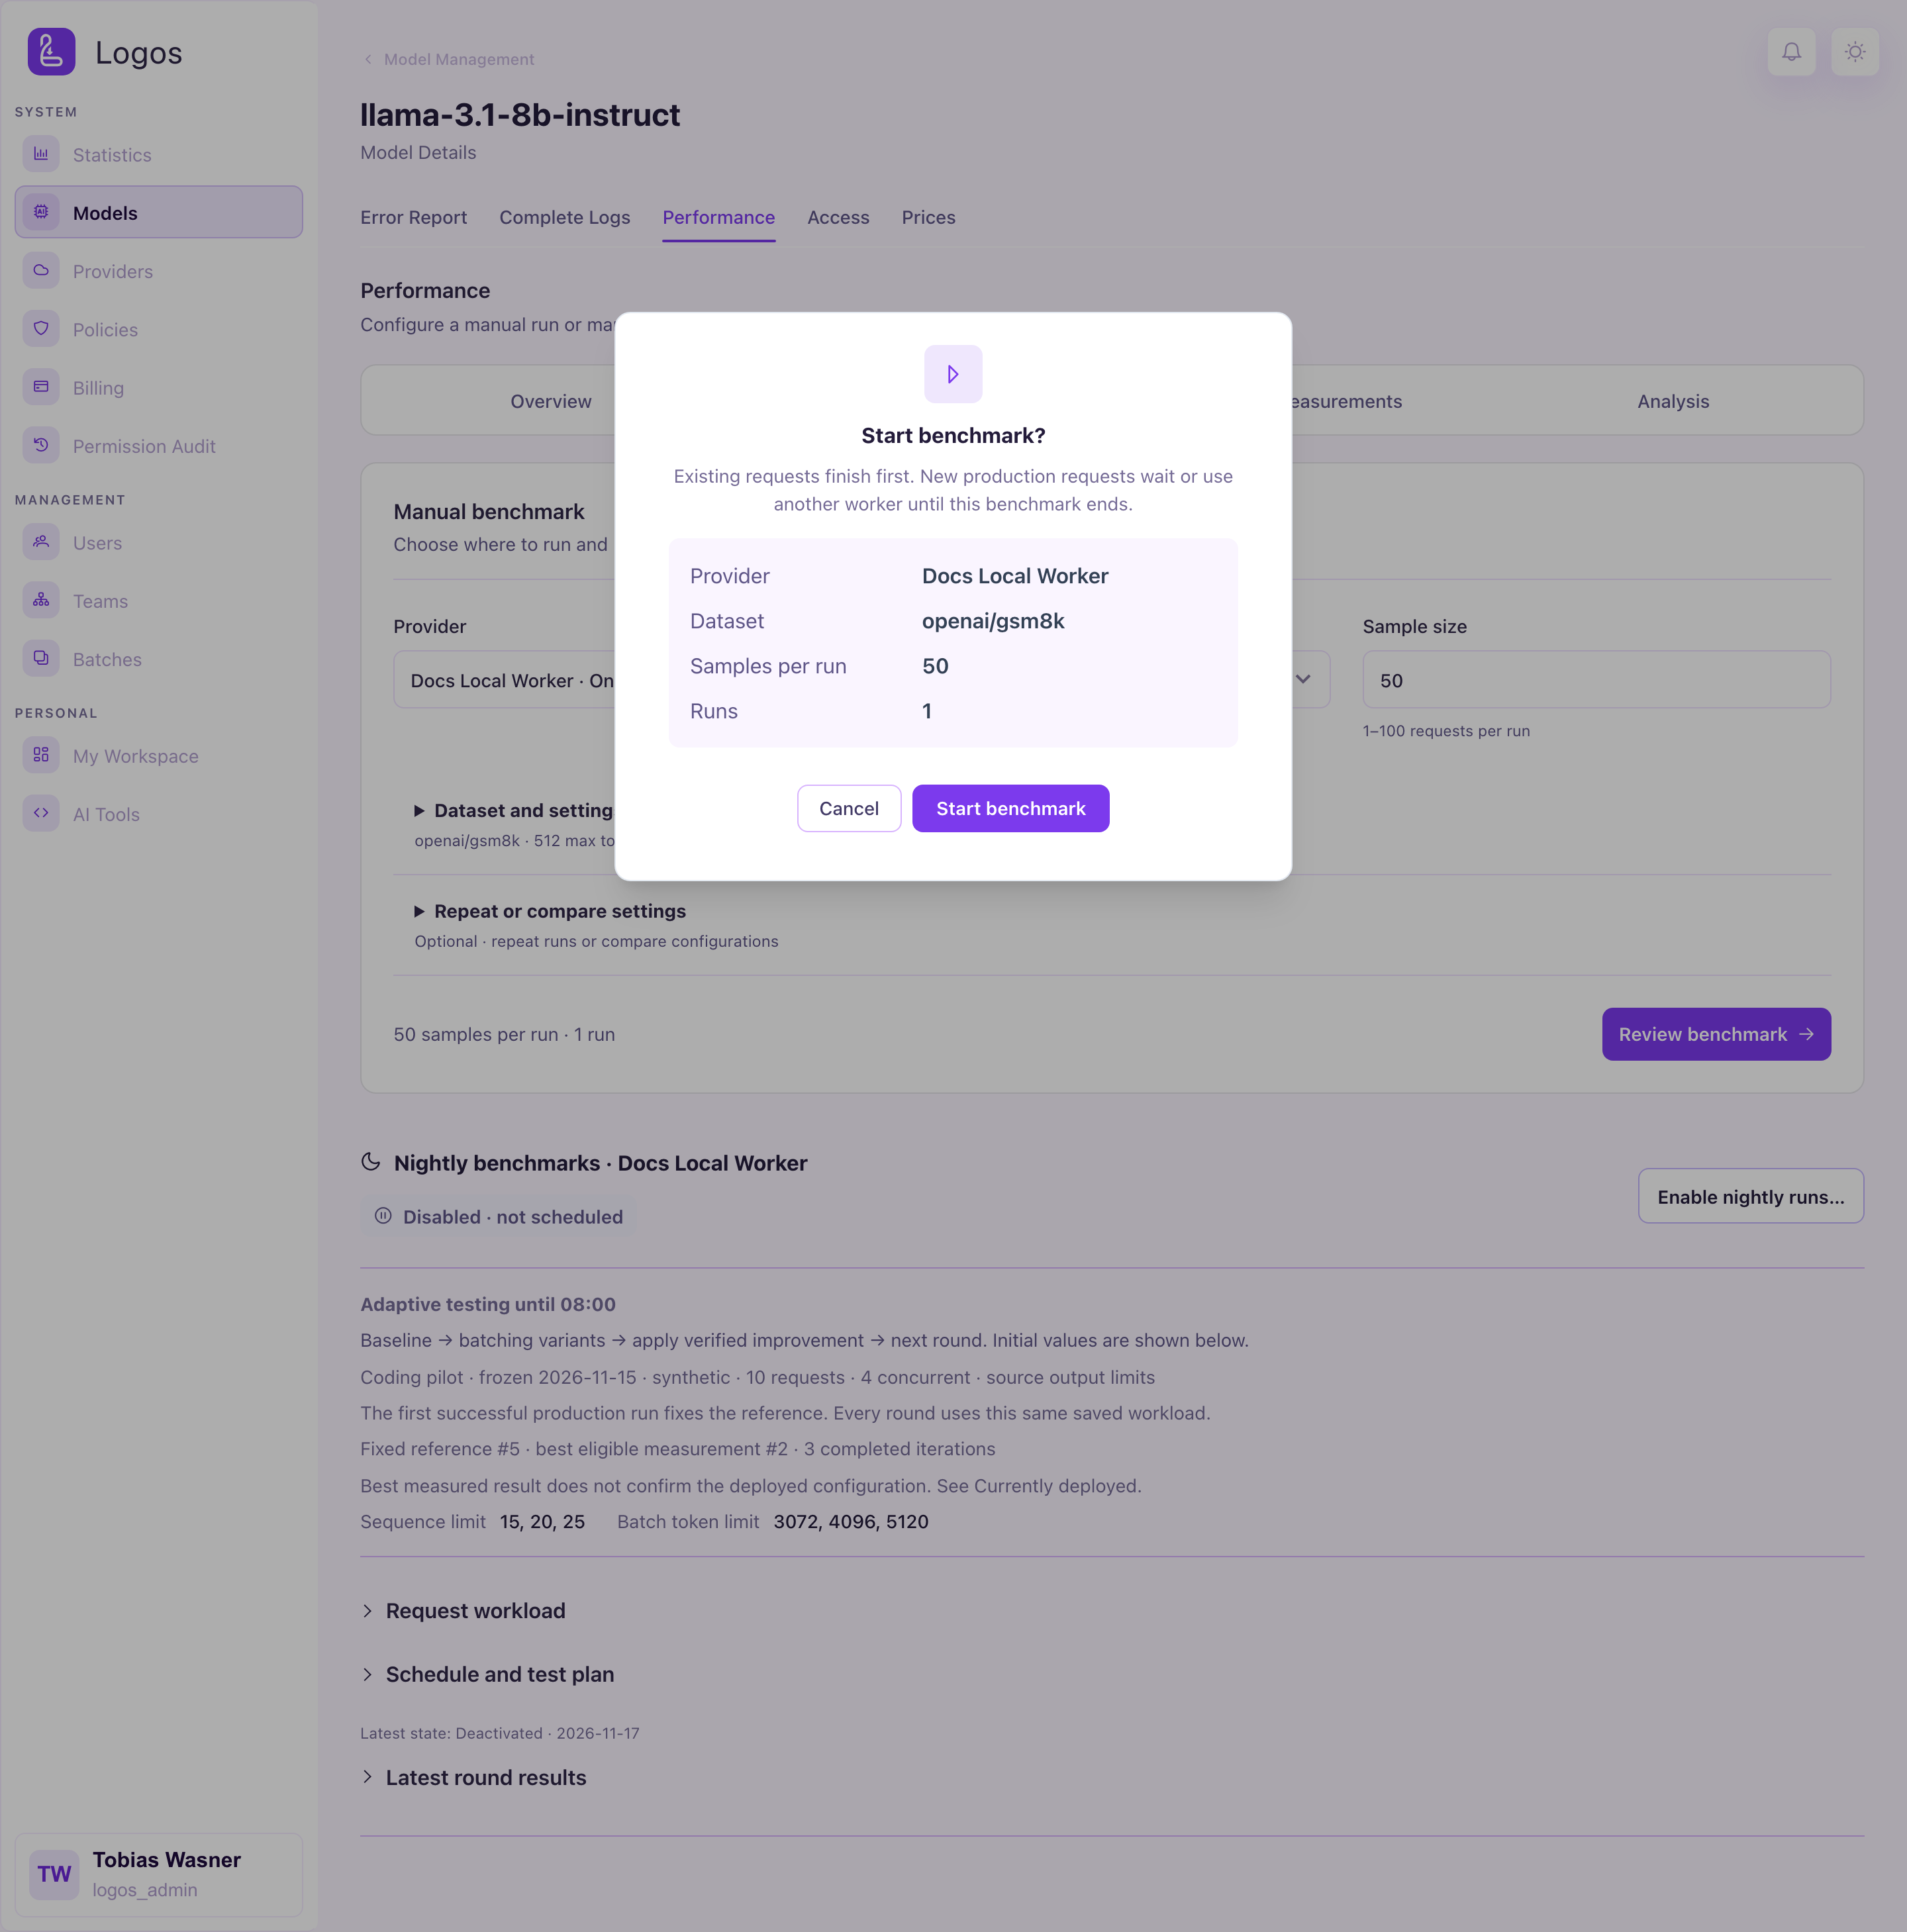 Logos
SYSTEM
Statistics
Models
Providers
Policies
Billing
Permission Audit
MANAGEMENT
Users
Teams
Batches
PERSONAL
My Workspace
AI Tools
TW
Tobias Wasner
logos_admin
Model Management
llama-3.1-8b-instruct
Model Details
Error Report
Complete Logs
Performance
Access
Prices
Performance
Configure a manual run or
Overview
Analysis
Manual benchmark
Choose where to run and
Provider
Docs Local Worker ·
Sample size
50
1–100 requests per run
Dataset and
openai/gsm8k · 512 max
Repeat or compare settings
Optional · repeat runs or compare configurations
50 samples per run · 1 run
Review benchmark →
Start benchmark?
Existing requests finish first. New production requests wait or use
another worker until this benchmark ends.
Provider Docs Local Worker
Dataset openai/gsm8k
Samples per run 50
Runs 1
Cancel
Start benchmark
Nightly benchmarks · Docs Local Worker
Disabled · not scheduled
Enable nightly runs...
Adaptive testing until 08:00
Baseline → batching variants → apply verified improvement → next round. Initial values are shown below.
Coding pilot · frozen 2026-11-15 · synthetic · 10 requests · 4 concurrent · source output limits
The first successful production run fixes the reference. Every round uses this same saved workload.
Fixed reference #5 · best eligible measurement #2 · 3 completed iterations
Best measured result does not confirm the deployed configuration. See Currently deployed.
Sequence limit 15, 20, 25 Batch token limit 3072, 4096, 5120
Request workload
Schedule and test plan
Latest state: Deactivated · 2026-11-17
Latest round results